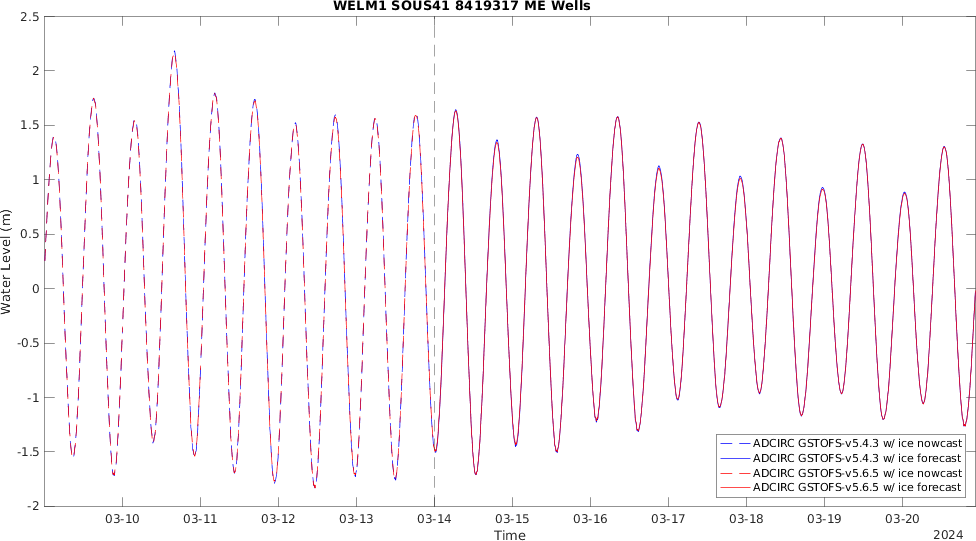 WELM1 SOUS41 8419317 ME Wells
2.5
2
1.5
1
0.5
0
-0.5
-1
-1.5
-2
Water Level (m)
ADCIRC GSTOFS-v5.4.3 w/ ice nowcast
ADCIRC GSTOFS-v5.4.3 w/ ice forecast
ADCIRC GSTOFS-v5.6.5 w/ ice nowcast
ADCIRC GSTOFS-v5.6.5 w/ ice forecast
03-10 03-11 03-12 03-13 03-14 03-15 03-16 03-17 03-18 03-19 03-20
Time
2024